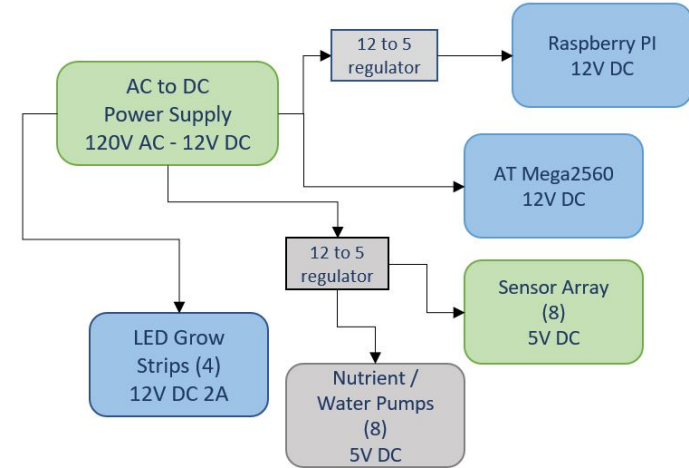 12 to 5
regulator
Raspberry PI
12V DC
AC to DC
Power Supply
120V AC - 12V DC
AT Mega2560
12V DC
12 to 5
regulator
Sensor Array
(8)
5V DC
LED Grow
Strips (4)
12V DC 2A
Nutrient /
Water Pumps
(8)
5V DC